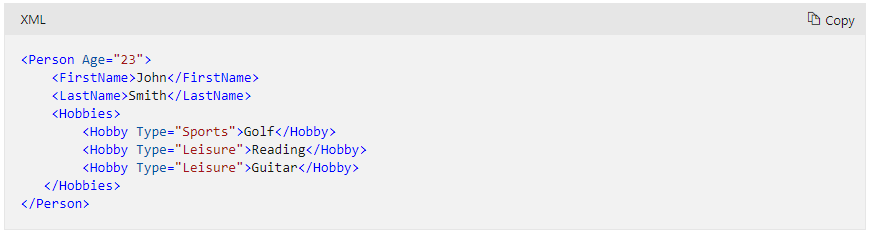 XML
Copy
<Person Age="23">
    <FirstName>John</FirstName>
    <LastName>Smith</LastName>
    <Hobbies>
        <Hobby Type="Sports">Golf</Hobby>
        <Hobby Type="Leisure">Reading</Hobby>
        <Hobby Type="Leisure">Guitar</Hobby>
   </Hobbies>
</Person>